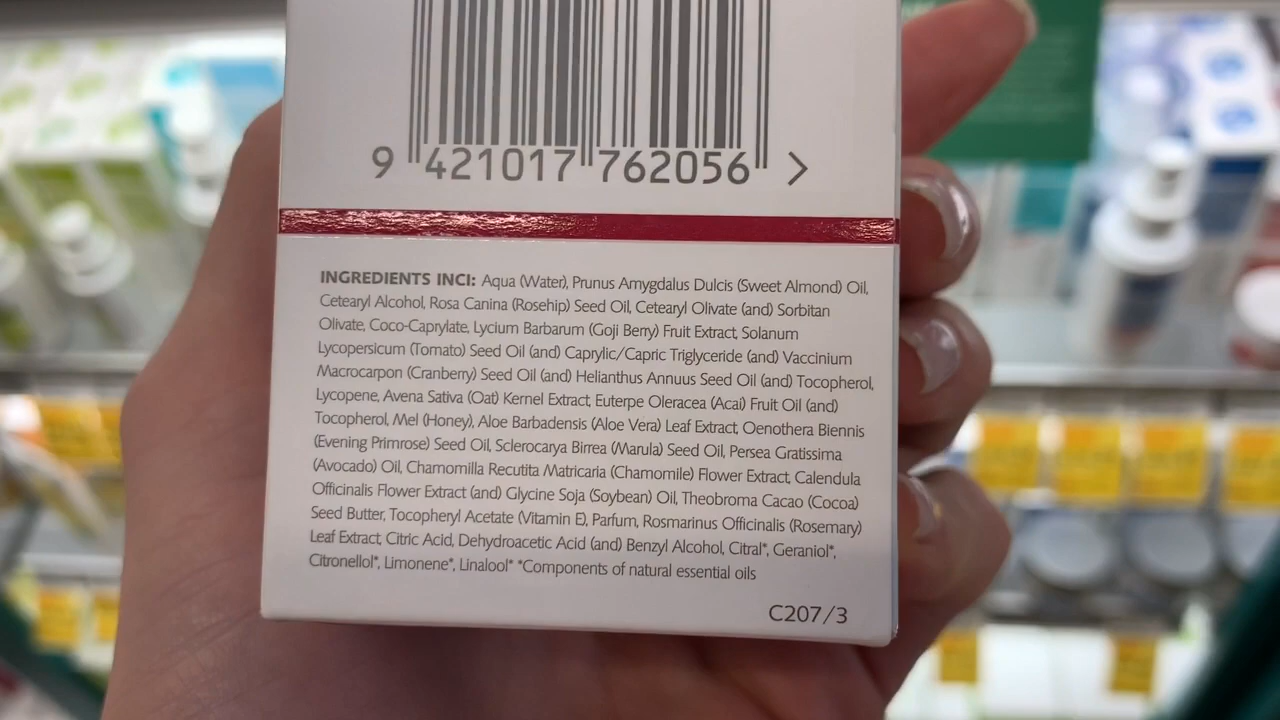 9 421017 762056 >
INGREDIENTS INCI: Aqua (Water), Prunus Amygdalus Dulcis (Sweet Almond) Oil,
Cetearyl Alcohol, Rosa Canina (Rosehip) Seed Oil, Cetearyl Olivate (and) Sorbitan
Olivate, Coco-Caprylate, Lycium Barbarum (Goji Berry) Fruit Extract, Solanum
Lycopersicum (Tomato) Seed Oil (and) Caprylic/Capric Triglyceride (and) Vaccinium
Macrocarpon (Cranberry) Seed Oil (and) Helianthus Annuus Seed Oil (and) Tocopherol,
Lycopene, Avena Sativa (Oat) Kernel Extract, Euterpe Oleracea (Acai) Fruit Oil (and)
Tocopherol, Mel (Honey), Aloe Barbadensis (Aloe Vera) Leaf Extract, Oenothera Biennis
(Evening Primrose) Seed Oil, Sclerocarya Birrea (Marula) Seed Oil, Persea Gratissima
(Avocado) Oil, Chamomilla Recutita Matricaria (Chamomile) Flower Extract, Calendula
Officinalis Flower Extract (and) Glycine Soja (Soybean) Oil, Theobroma Cacao (Cocoa)
Seed Butter, Tocopheryl Acetate (Vitamin E), Parfum, Rosmarinus Officinalis (Rosemary)
Leaf Extract, Citric Acid, Dehydroacetic Acid (and) Benzyl Alcohol, Citral*, Geraniol*,
Citronellol*, Limonene*, Linalool* *Components of natural essential oils
C207/3